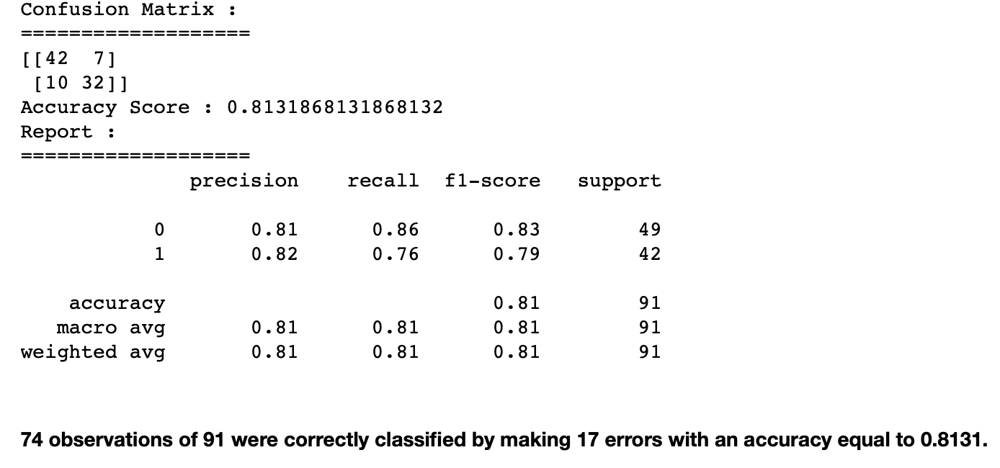 Confusion Matrix :
===================
[[42  7]
 [10 32]]
Accuracy Score : 0.8131868131868132
Report :
===================
              precision    recall  f1-score   support

           0       0.81      0.86      0.83        49
           1       0.82      0.76      0.79        42

    accuracy                           0.81        91
   macro avg       0.81      0.81      0.81        91
weighted avg       0.81      0.81      0.81        91

74 observations of 91 were correctly classified by making 17 errors with an accuracy equal to 0.8131.